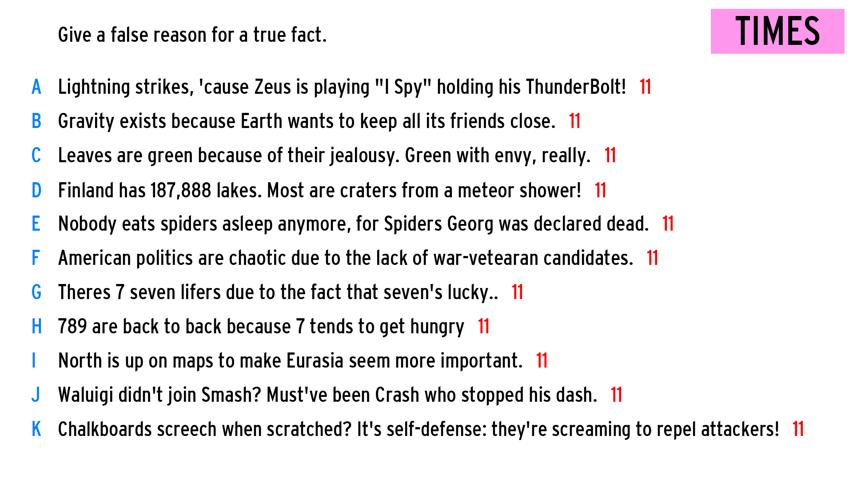 Give a false reason for a true fact.
TIMES
A Lightning strikes, 'cause Zeus is playing "I Spy" holding his ThunderBolt! 11
B Gravity exists because Earth wants to keep all its friends close. 11
C Leaves are green because of their jealousy. Green with envy, really. 11
D Finland has 187,888 lakes. Most are craters from a meteor shower! 11
E Nobody eats spiders asleep anymore, for Spiders Georg was declared dead. 11
F American politics are chaotic due to the lack of war-vetearan candidates. 11
G Theres 7 seven lifers due to the fact that seven's lucky.. 11
H 789 are back to back because 7 tends to get hungry 11
I North is up on maps to make Eurasia seem more important. 11
J Waluigi didn't join Smash? Must've been Crash who stopped his dash. 11
K Chalkboards screech when scratched? It's self-defense: they're screaming to repel attackers! 11